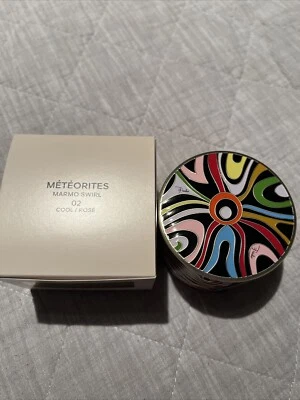 MÉTÉORITES
MARMO SWIRL
02
COOL / ROSE